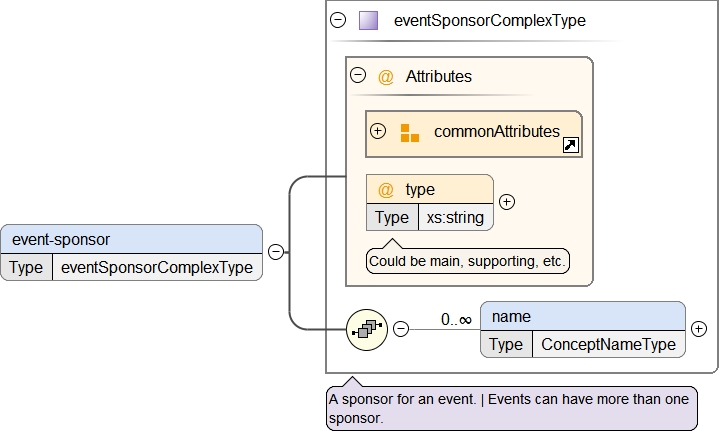 eventSponsorComplexType
@ Attributes
commonAttributes
@ type
Type xs:string
Could be main, supporting, etc.
event-sponsor
Type eventSponsorComplexType
0..∞
name
Type ConceptNameType
A sponsor for an event. | Events can have more than one
sponsor.